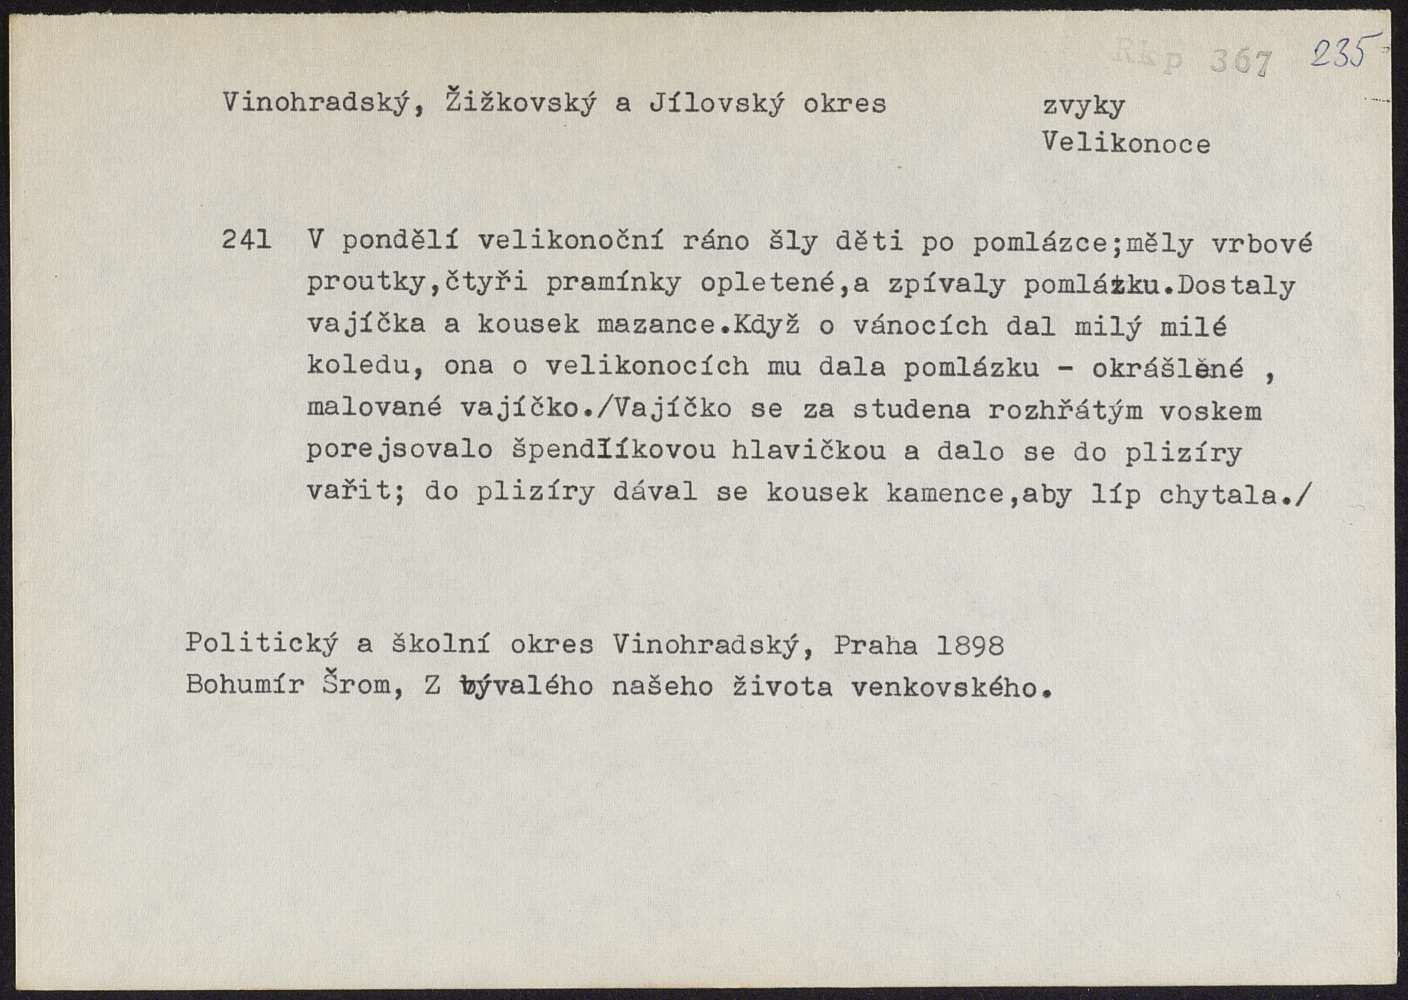 Rkp 367 235
Vinohradský, Žižkovský a Jílovský okres zvyky
Velikonoce
241 V pondělí velikonoční ráno šly děti po pomlázce;měly vrbové
proutky,čtyři pramínky opletené,a zpívaly pomlázku.Dostaly
vajíčka a kousek mazance.Když o vánocích dal milý milé
koledu, ona o velikonocích mu dala pomlázku - okrášlené ,
malované vajíčko./Vajíčko se za studena rozhřátým voskem
porejsovalo špendlíkovou hlavičkou a dalo se do plizíry
vařit; do plizíry dával se kousek kamence,aby líp chytala./
Politický a školní okres Vinohradský, Praha 1898
Bohumír Šrom, Z bývalého našeho života venkovského.